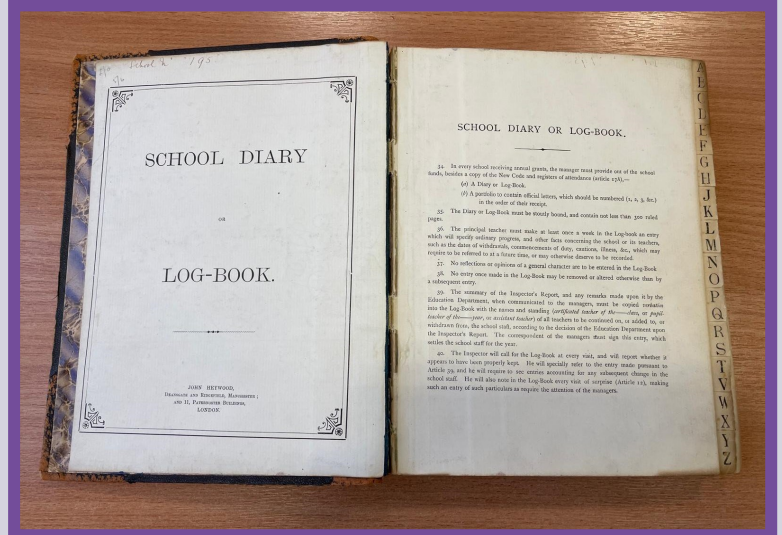 School
195
SCHOOL DIARY
OR
LOG-BOOK.
JOHN HEYWOOD,
DEANSGATE AND RIDGEFIELD, MANCHESTER;
AND 11, PATERNOSTER BUILDINGS,
LONDON.
SCHOOL DIARY OR LOG-BOOK.
34. In every school receiving annual grants, the manager must provide out of the school
funds, besides a copy of the New Code and registers of attendance (article 17h),—
(a) A Diary or Log-Book.
(b) A portfolio to contain official letters, which should be numbered (1, 2, 3, &c.)
in the order of their receipt.
35. The Diary or Log-Book must be stoutly bound, and contain not less than 300 ruled
pages.
36. The principal teacher must make at least once a week in the Log-book an entry
which will specify ordinary progress, and other facts concerning the school or its teachers,
such as the dates of withdrawals, commencements of duty, cautions, illness, &c., which may
require to be referred to at a future time, or may otherwise deserve to be recorded.
37. No reflections or opinions of a general character are to be entered in the Log-Book
38. No entry once made in the Log-Book may be removed or altered otherwise than by
a subsequent entry.
39. The summary of the Inspector's Report, and any remarks made upon it by the
Education Department, when communicated to the managers, must be copied verbatim
into the Log-Book with the names and standing (certificated teacher of the——class, or pupil-
teacher of the——year, or assistant teacher) of all teachers to be continued on, or added to, or
withdrawn from, the school staff, according to the decision of the Education Department upon
the Inspector's Report. The correspondent of the managers must sign this entry, which
settles the school staff for the year.
40. The Inspector will call for the Log-Book at every visit, and will report whether it
appears to have been properly kept. He will specially refer to the entry made pursuant to
Article 39, and he will require to see entries accounting for any subsequent change in the
school staff. He will also note in the Log-Book every visit of surprise (Article 12), making
such an entry of such particulars as require the attention of the managers.
A
B
C
D
E
F
G
H
J
K
L
M
N
O
P
Q
R
S
T
V
W
X
Y
Z